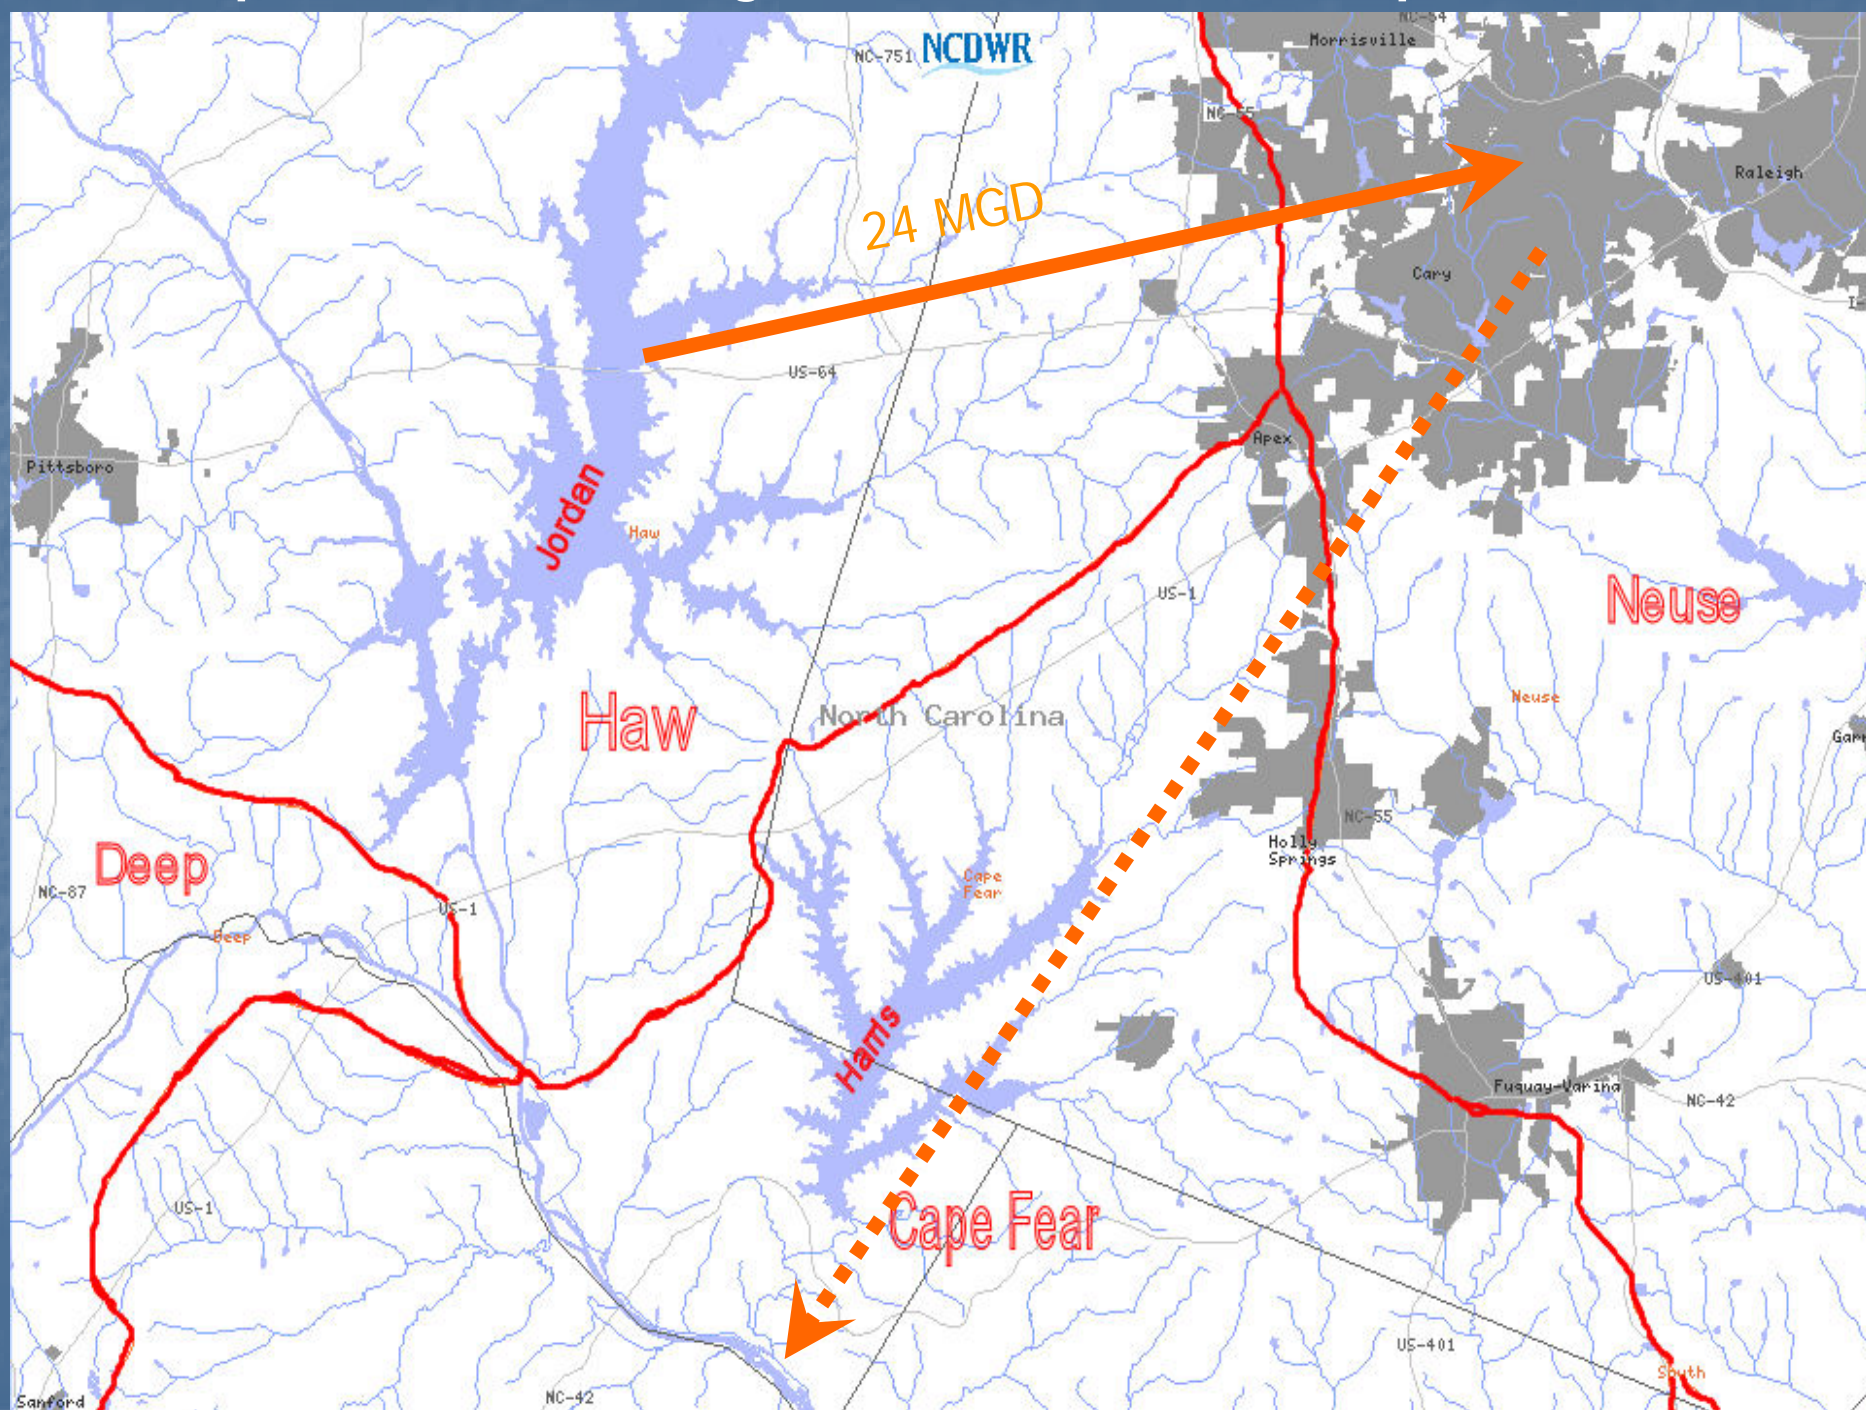 NC-54
Morrisville
NC-751
NCDWR
NC-55
Raleigh
24 MGD
Cary
I-
US-64
Apex
Pittsboro
Jordan
Haw
US-1
Neuse
Neuse
Haw
North Carolina
NC-55
Holly
Springs
Deep
Cape
Fear
NC-87
US-1
Deep
US-401
Harris
Fuquay-Varina
NC-42
US-1
Cape Fear
US-401
South
NC-42
Sanford